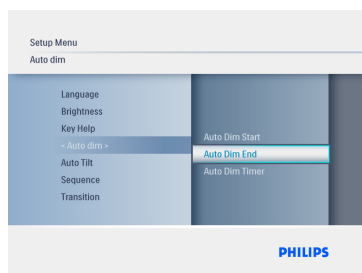 Setup Menu
Auto dim
Language
Brightness
Key Help
< Auto dim >
Auto Tilt
Sequence
Transition
Auto Dim Start
Auto Dim End
Auto Dim Timer
PHILIPS